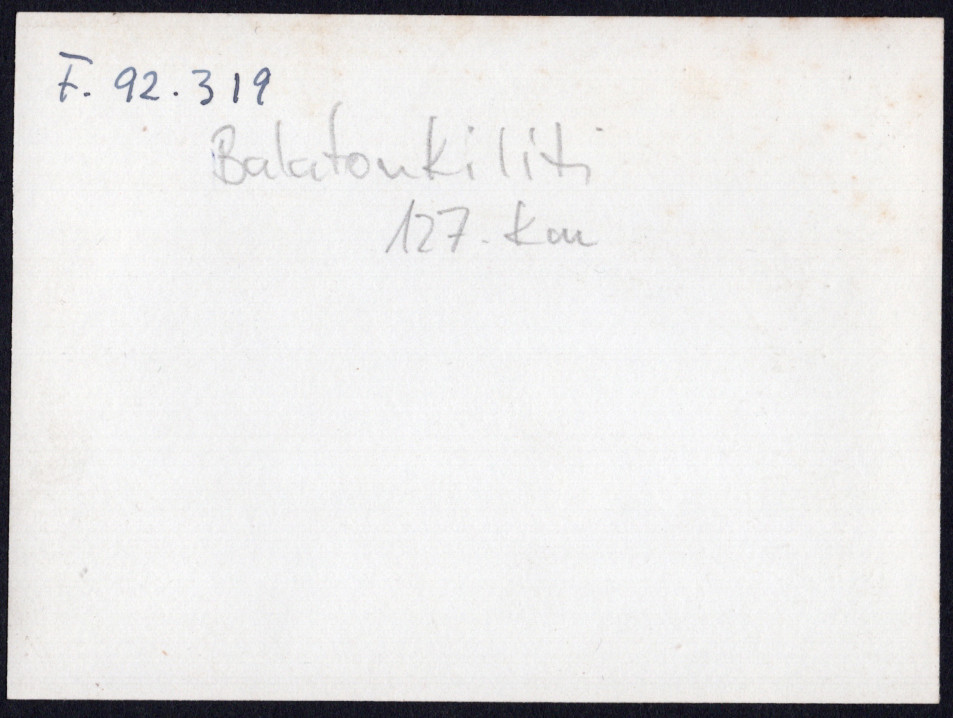 F. 92.319
Balatonkiliti
127. km